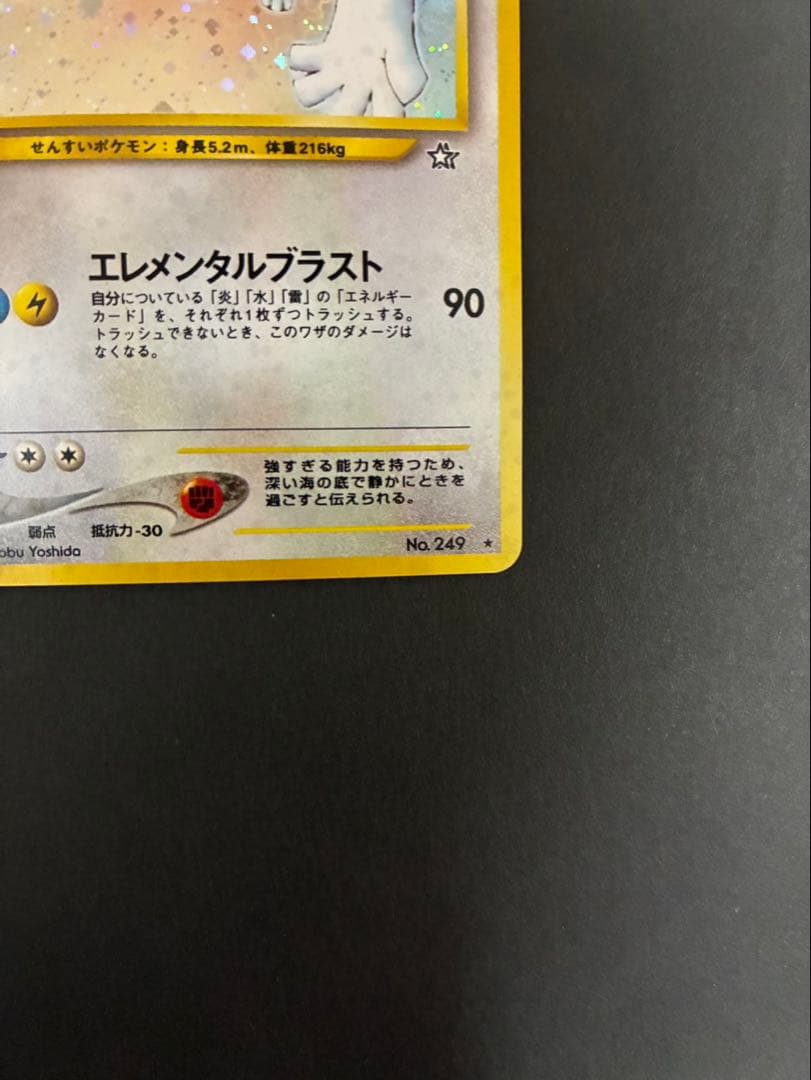 せんすいポケモン：身長5.2m、体重216kg
エレメンタルブラスト
自分についている「炎」「水」「雷」の「エネルギー
カード」を、それぞれ1枚ずつトラッシュする。
トラッシュできないとき、このワザのダメージは
なくなる。
90
強すぎる能力を持つため、
深い海の底で静かにときを
過ごすと伝えられる。
弱点
抵抗力-30
obu Yoshida
No. 249 ★